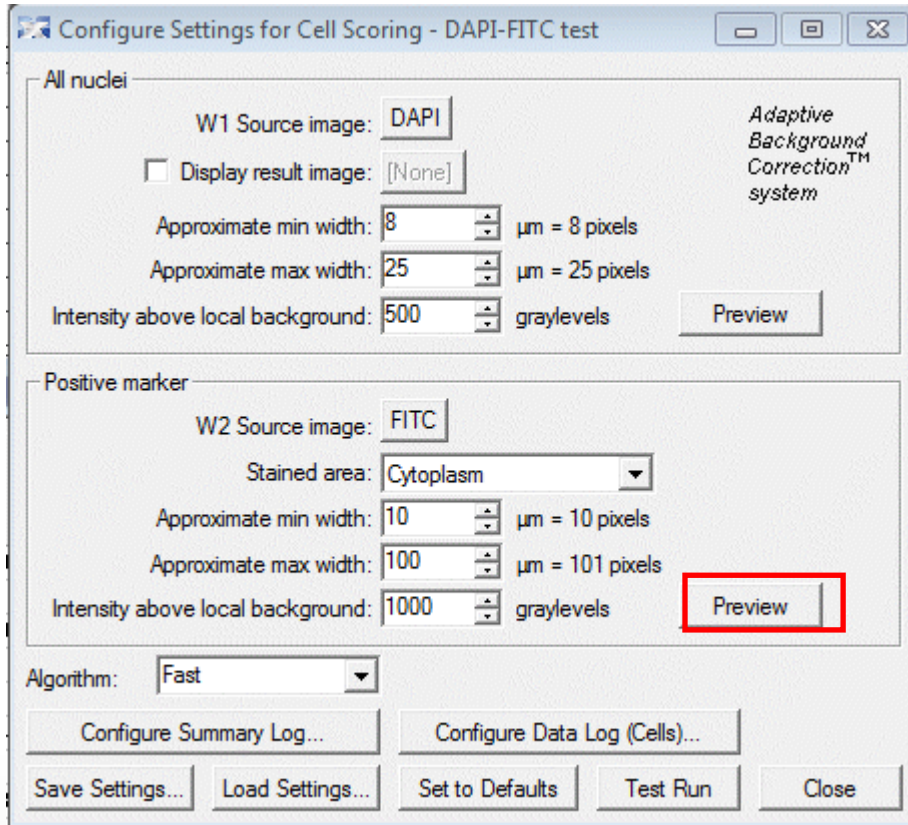 Configure Settings for Cell Scoring - DAPI-FITC test
All nuclei
W1 Source image: DAPI
Adaptive
Background
Correction™
system
Display result image: [None]
Approximate min width: 8 µm = 8 pixels
Approximate max width: 25 µm = 25 pixels
Intensity above local background: 500 graylevels Preview
Positive marker
W2 Source image: FITC
Stained area: Cytoplasm
Approximate min width: 10 µm = 10 pixels
Approximate max width: 100 µm = 101 pixels
Intensity above local background: 1000 graylevels Preview
Algorithm: Fast
Configure Summary Log... Configure Data Log (Cells)...
Save Settings... Load Settings... Set to Defaults Test Run Close